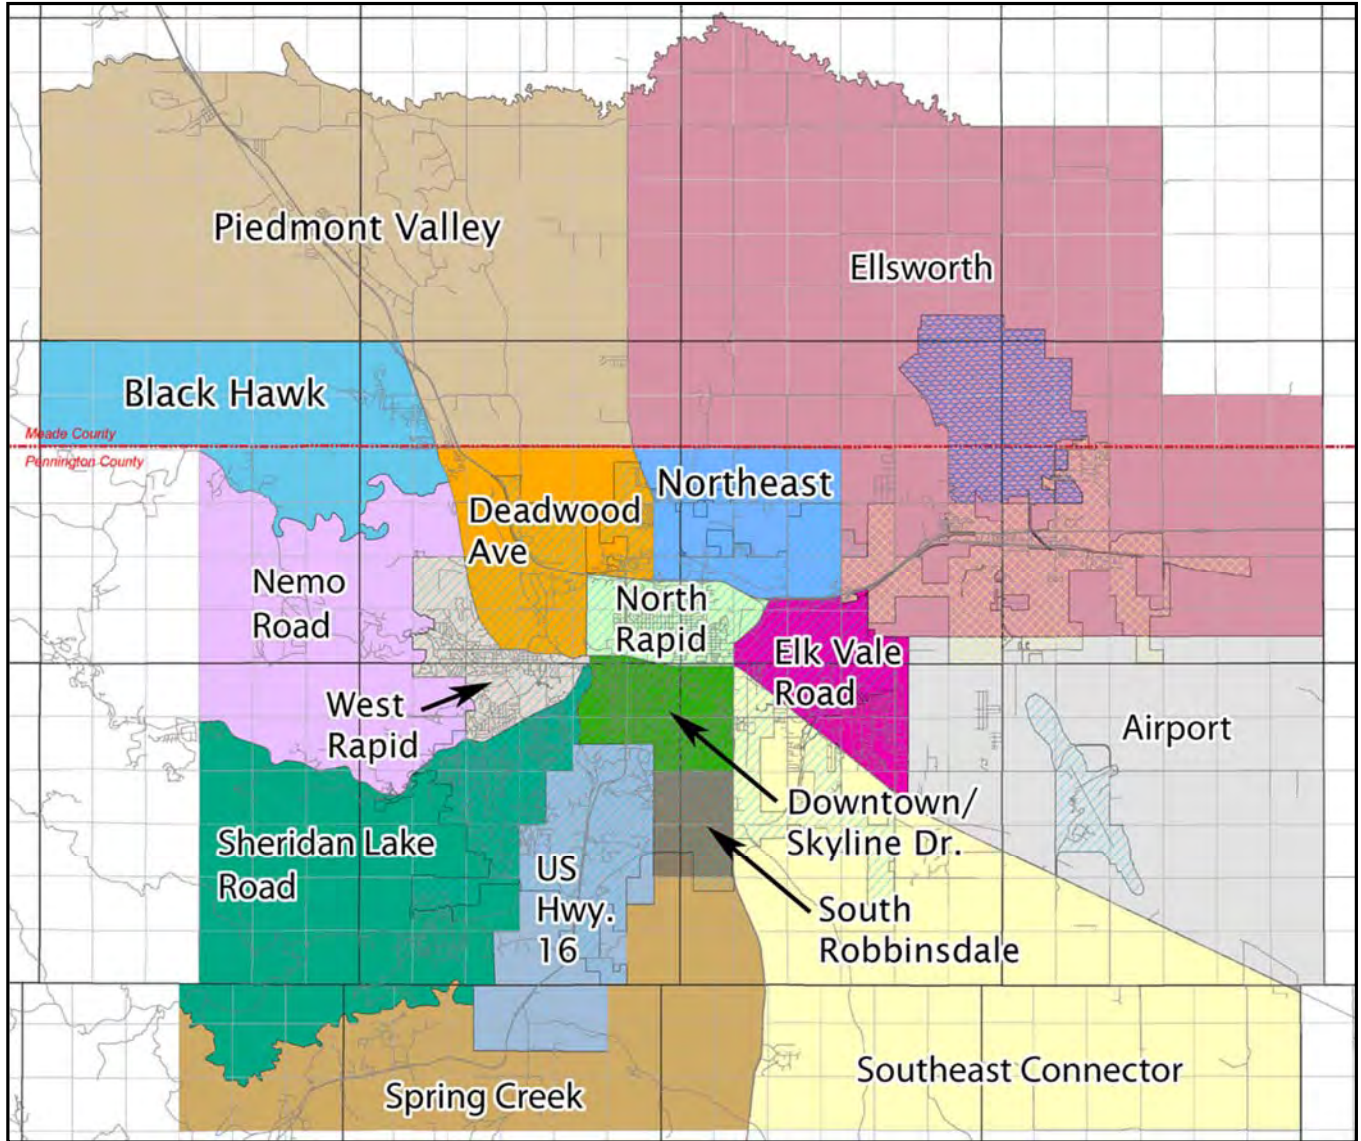 Piedmont Valley
Ellsworth
Black Hawk
Meade County
Pennington County
Northeast
Deadwood
Ave
Nemo
Road
North
Rapid
Elk Vale
Road
West
Rapid
Airport
Downtown/
Skyline Dr.
Sheridan Lake
Road
US
Hwy.
16
South
Robbinsdale
Southeast Connector
Spring Creek